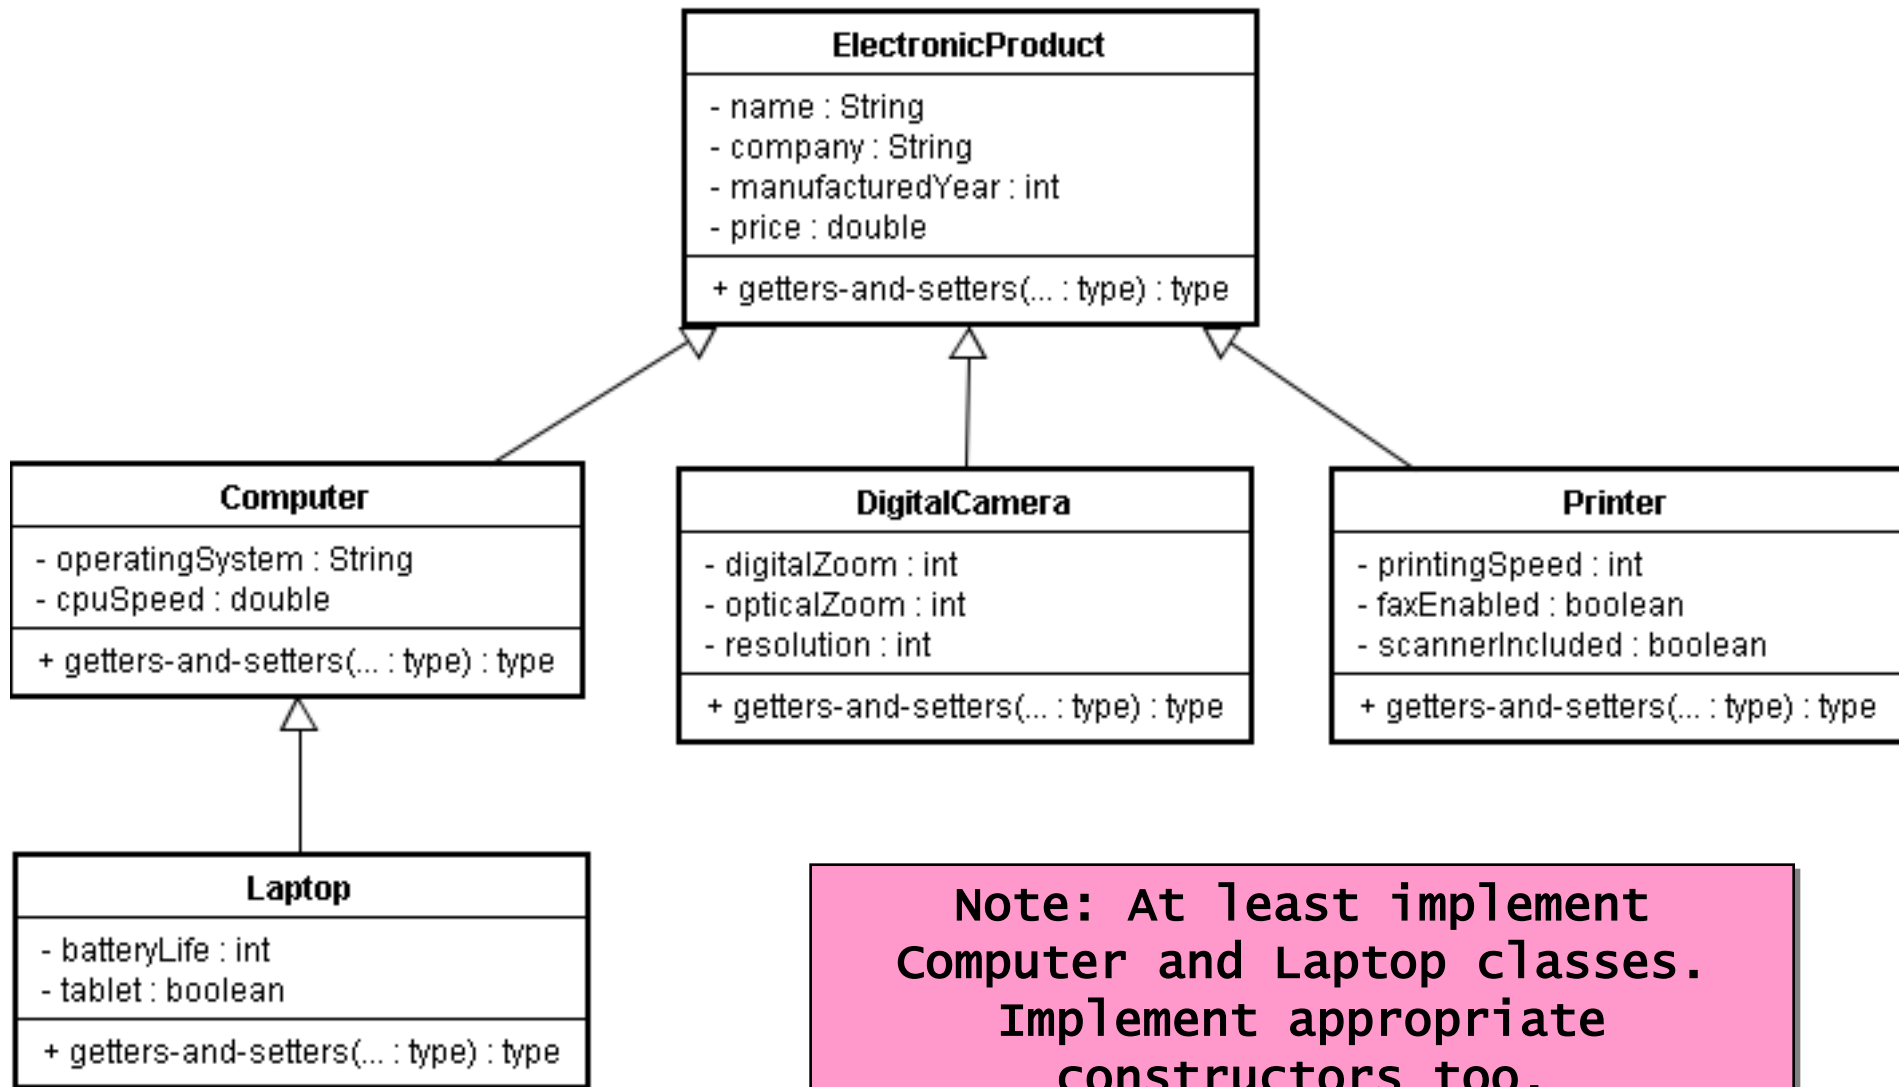 ElectronicProduct
- name : String
- company : String
- manufacturedYear : int
- price : double
+ getters-and-setters(... : type) : type
Computer
- operatingSystem : String
- cpuSpeed : double
+ getters-and-setters(... : type) : type
DigitalCamera
- digitalZoom : int
- opticalZoom : int
- resolution : int
+ getters-and-setters(... : type) : type
Printer
- printingSpeed : int
- faxEnabled : boolean
- scannerIncluded : boolean
+ getters-and-setters(... : type) : type
Laptop
- batteryLife : int
- tablet : boolean
+ getters-and-setters(... : type) : type
Note: At least implement
Computer and Laptop classes.
Implement appropriate
constructors too.